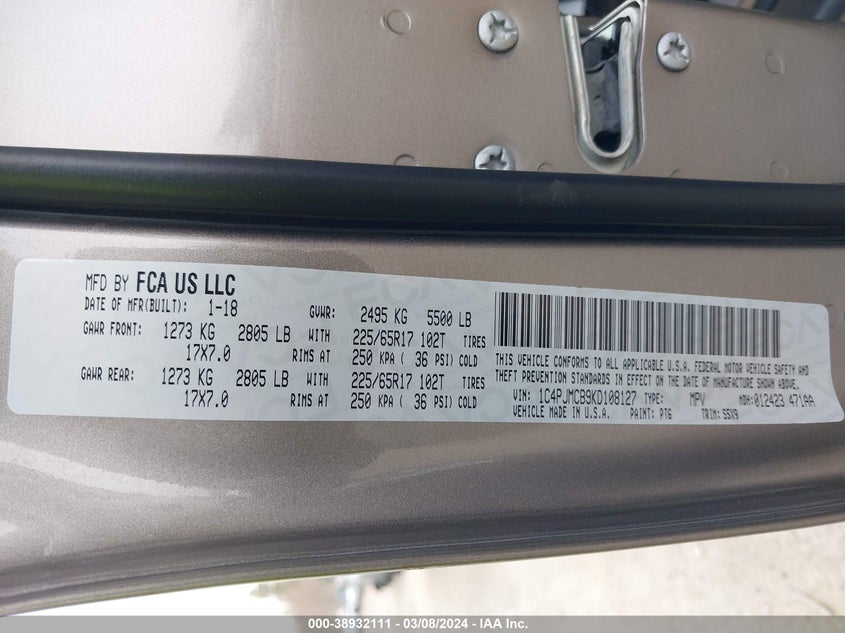 MFD BY FCA US LLC
DATE OF MFR(BUILT): 1-18 GVWR: 2495 KG 5500 LB
GAWR FRONT: 1273 KG 2805 LB WITH 225/65R17 102T TIRES
17X7.0 RIMS AT 250 KPA ( 36 PSI) COLD
GAWR REAR: 1273 KG 2805 LB WITH 225/65R17 102T TIRES
17X7.0 RIMS AT 250 KPA ( 36 PSI) COLD
THIS VEHICLE CONFORMS TO ALL APPLICABLE U.S.A. FEDERAL MOTOR VEHICLE SAFETY AND
THEFT PREVENTION STANDARDS IN EFFECT ON THE DATE OF MANUFACTURE SHOWN ABOVE.
VIN: 1C4PJMCB9KD108127 TYPE: MPV MDH:012423 471AA
VEHICLE MADE IN U.S.A. PAINT: PTG TRIM: S5X9
000-38932111 — 03/08/2024 — IAA Inc.